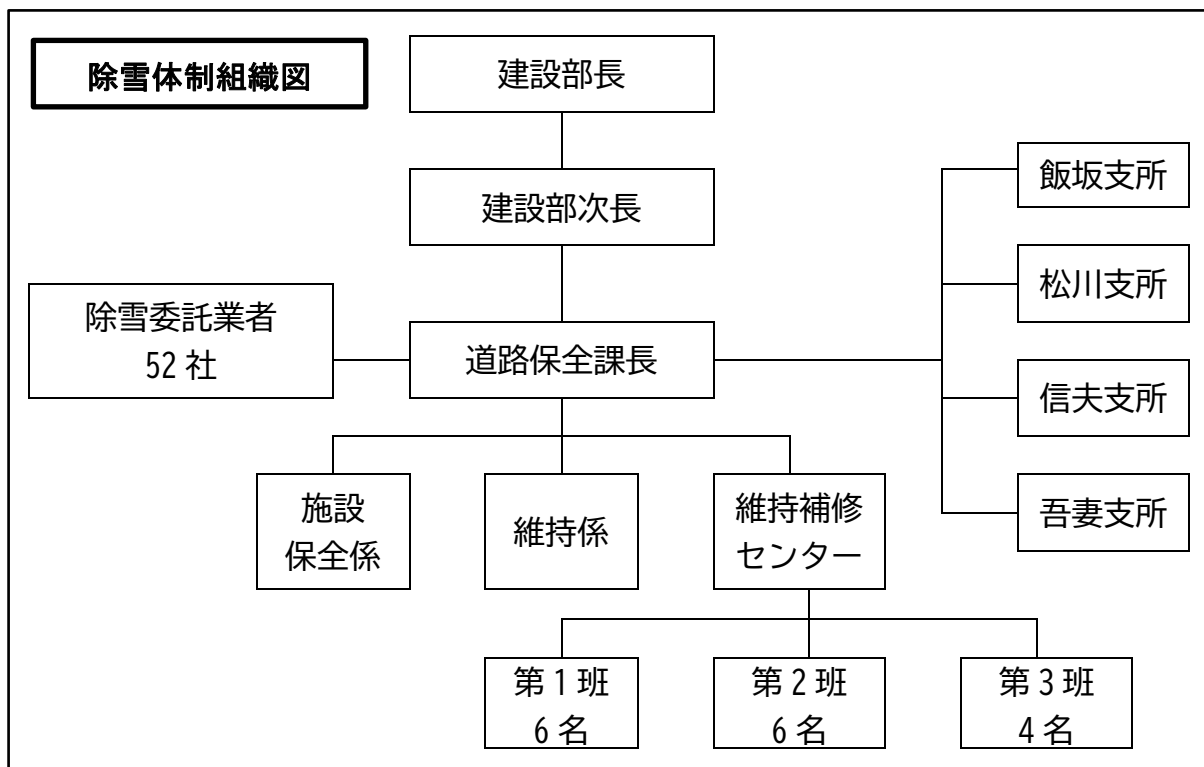 除雪体制組織図
建設部長
建設部次長
除雪委託業者
52 社
道路保全課長
飯坂支所
松川支所
信夫支所
吾妻支所
施設
保全係
維持係
維持補修
センター
第 1 班
6 名
第 2 班
6 名
第 3 班
4 名